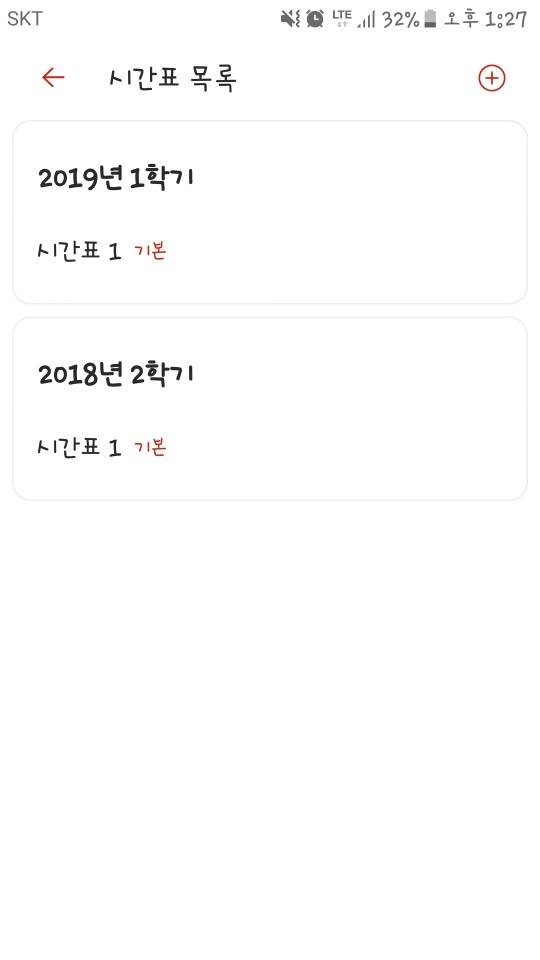 SKT LTE 32% 오후 1:27
시간표 목록
2019년 1학기
시간표 1 기본
2018년 2학기
시간표 1 기본